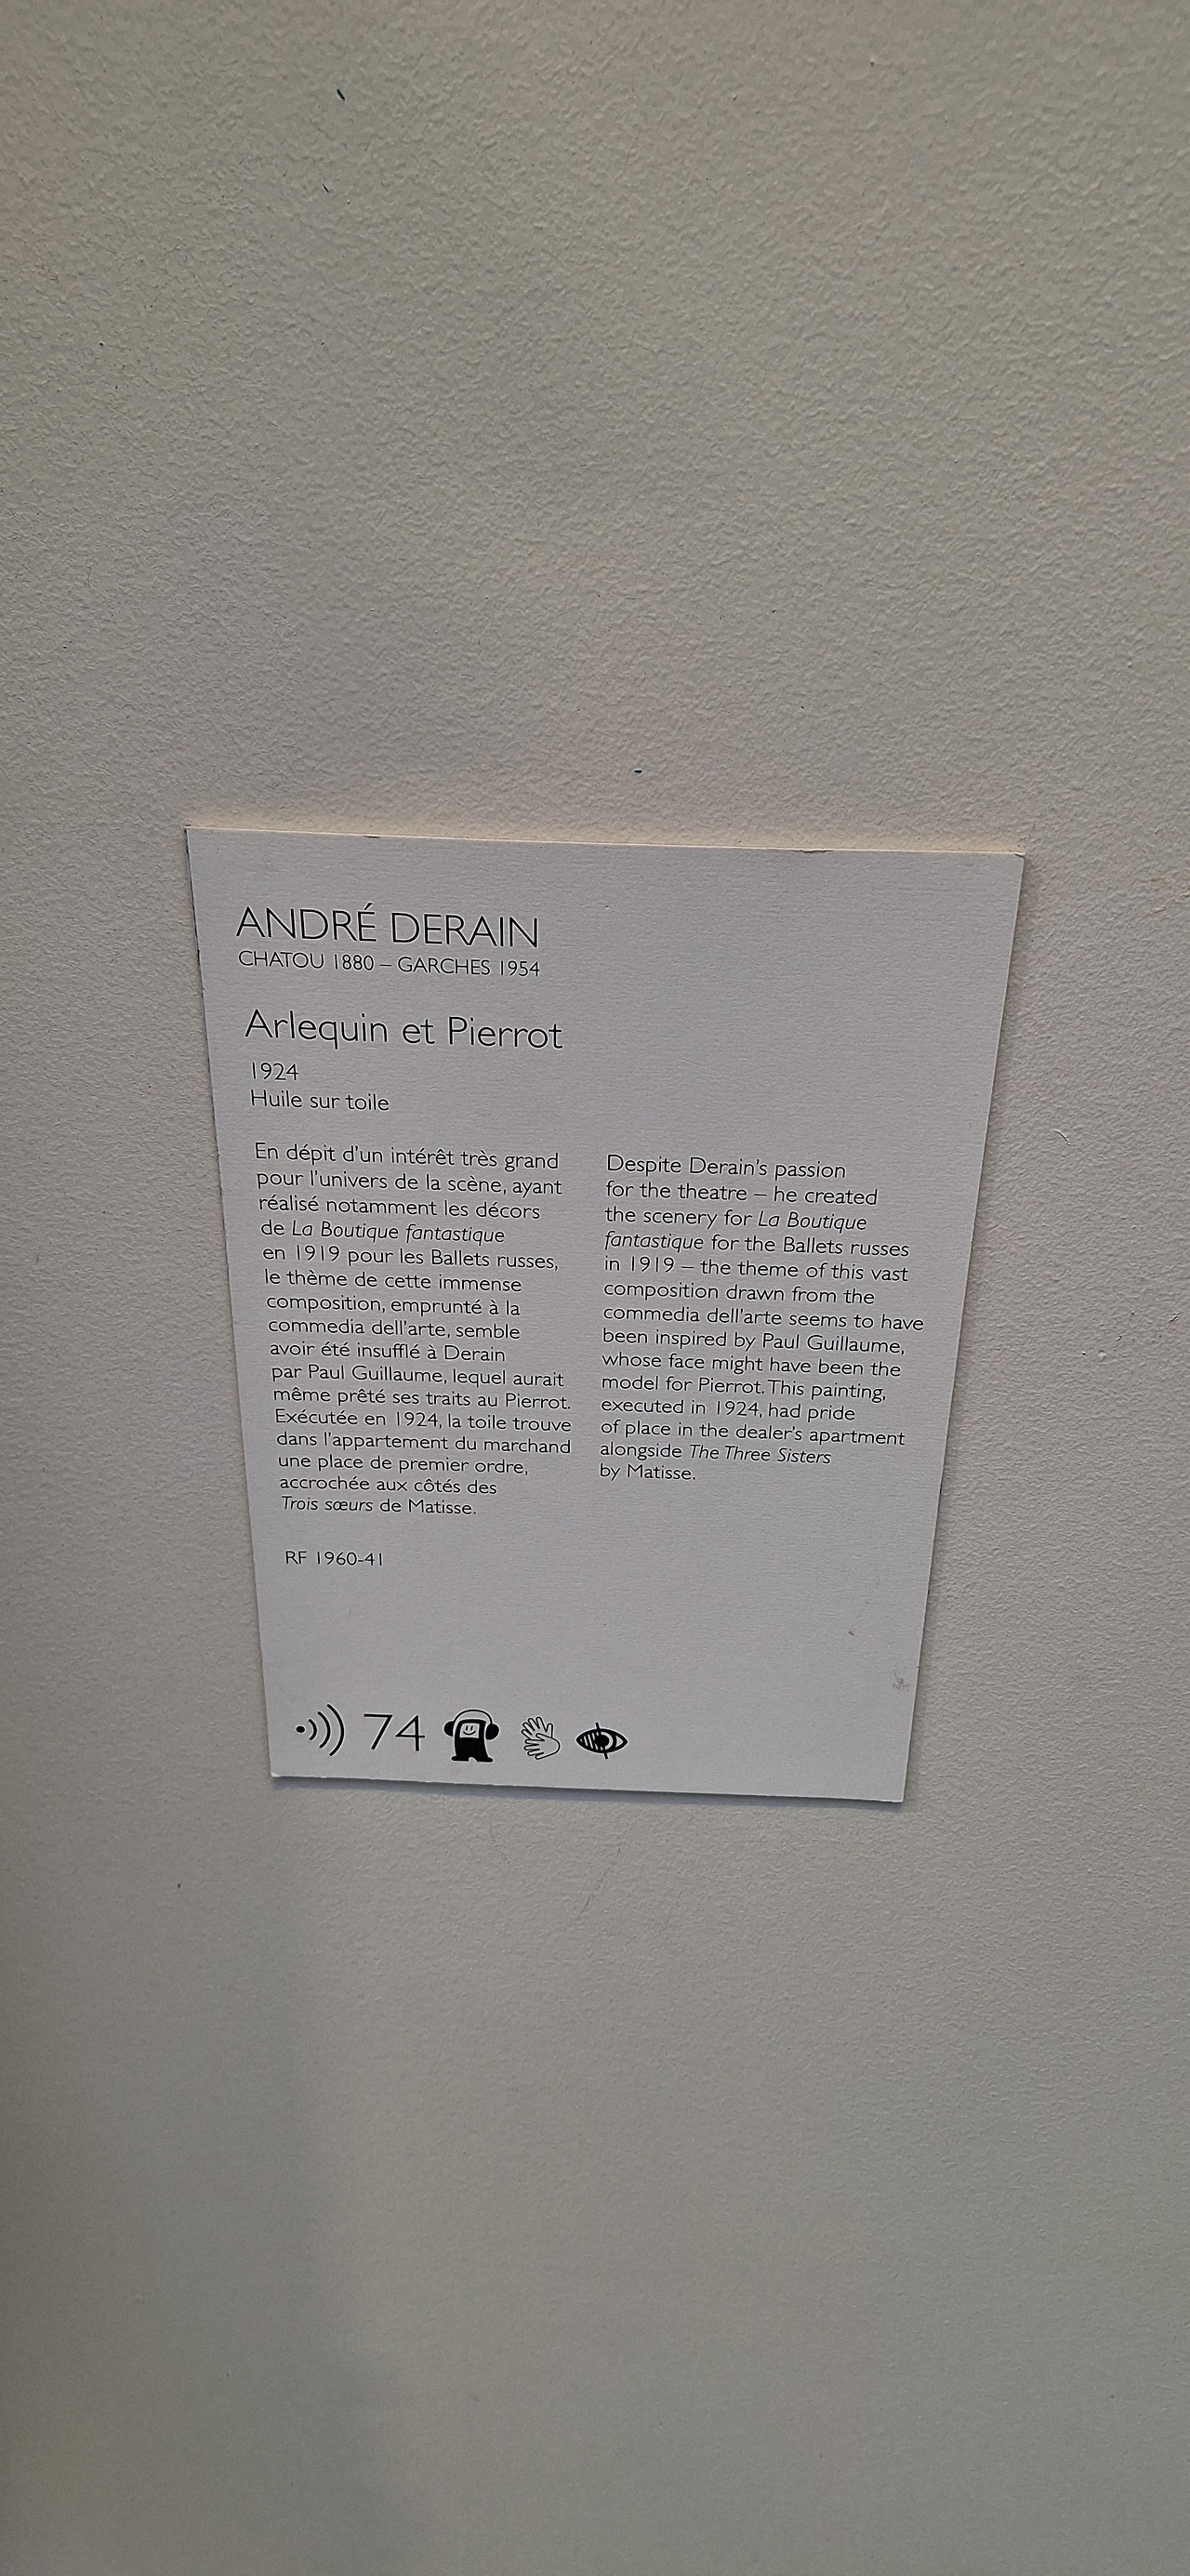 ANDRÉ DERAIN
CHATOU 1880 – GARCHES 1954
Arlequin et Pierrot
1924
Huile sur toile
En dépit d'un intérêt très grand
pour l'univers de la scène, ayant
réalisé notamment les décors
de La Boutique fantastique
en 1919 pour les Ballets russes,
le thème de cette immense
composition, emprunté à la
commedia dell'arte, semble
avoir été insufflé à Derain
par Paul Guillaume, lequel aurait
même prêté ses traits au Pierrot.
Exécutée en 1924, la toile trouve
dans l'appartement du marchand
une place de premier ordre,
accrochée aux côtés des
Trois sœurs de Matisse.
RF 1960-41
Despite Derain's passion
for the theatre – he created
the scenery for La Boutique
fantastique for the Ballets russes
in 1919 – the theme of this vast
composition drawn from the
commedia dell'arte seems to have
been inspired by Paul Guillaume,
whose face might have been the
model for Pierrot. This painting,
executed in 1924, had pride
of place in the dealer's apartment
alongside The Three Sisters
by Matisse.
74